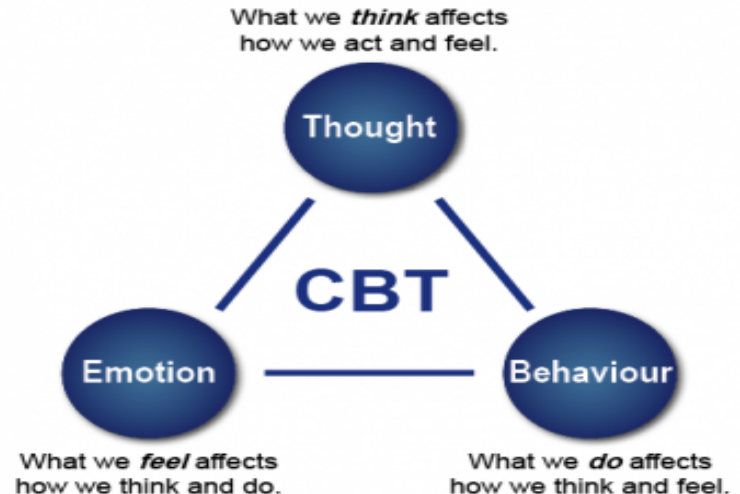 What we think affects
how we act and feel.
Thought
CBT
Emotion
Behaviour
What we feel affects
how we think and do.
What we do affects
how we think and feel.